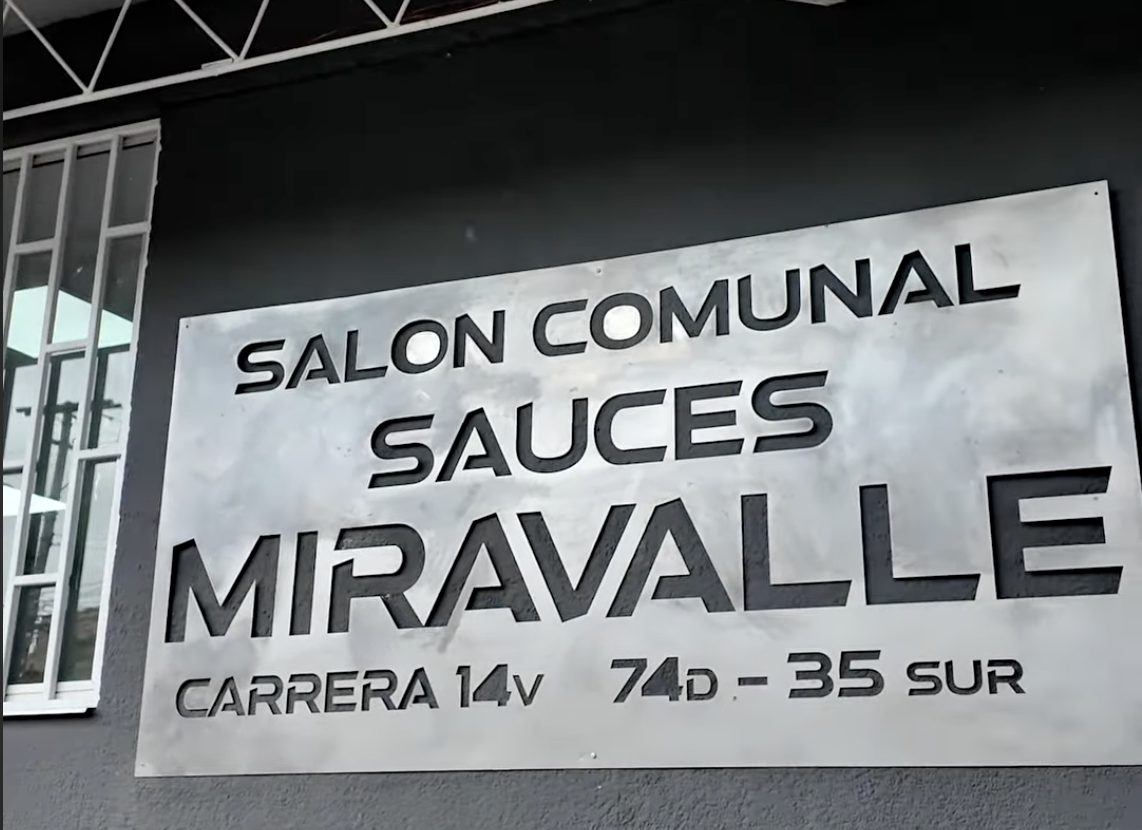 SALON COMUNAL
SAUCES
MIRAVALLE
CARRERA 14V 74D - 35 SUR